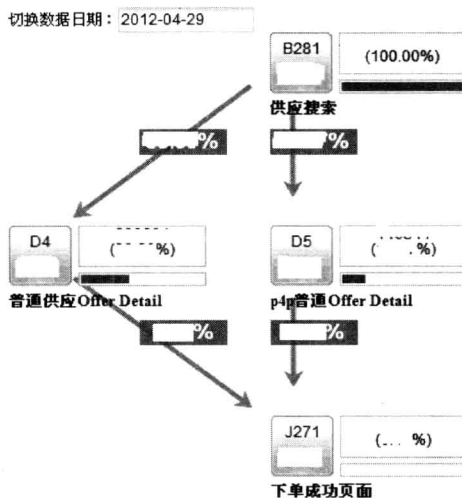 切换数据日期： 2012-04-29
B281 (100.00%)
供应搜索
% %
D4 ( %) D5 ( . %)
普通供应Offer Detail p4p普通Offer Detail
% %
J271 (... %)
下单成功页面